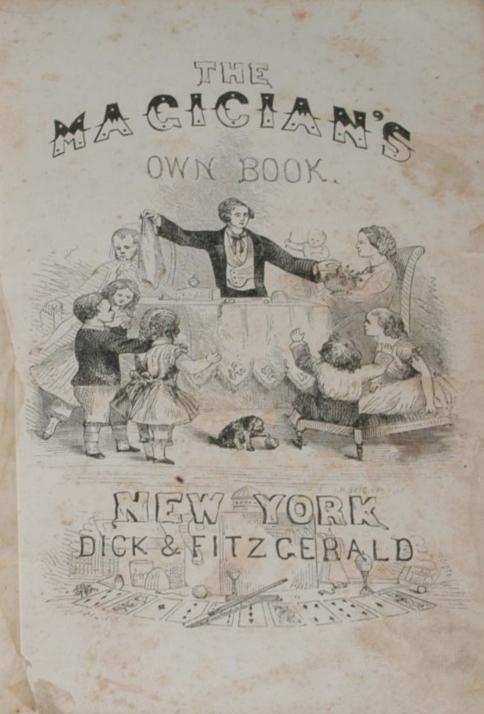 THE
MAGICIAN'S
OWN BOOK.
NEW YORK
DICK & FITZGERALD